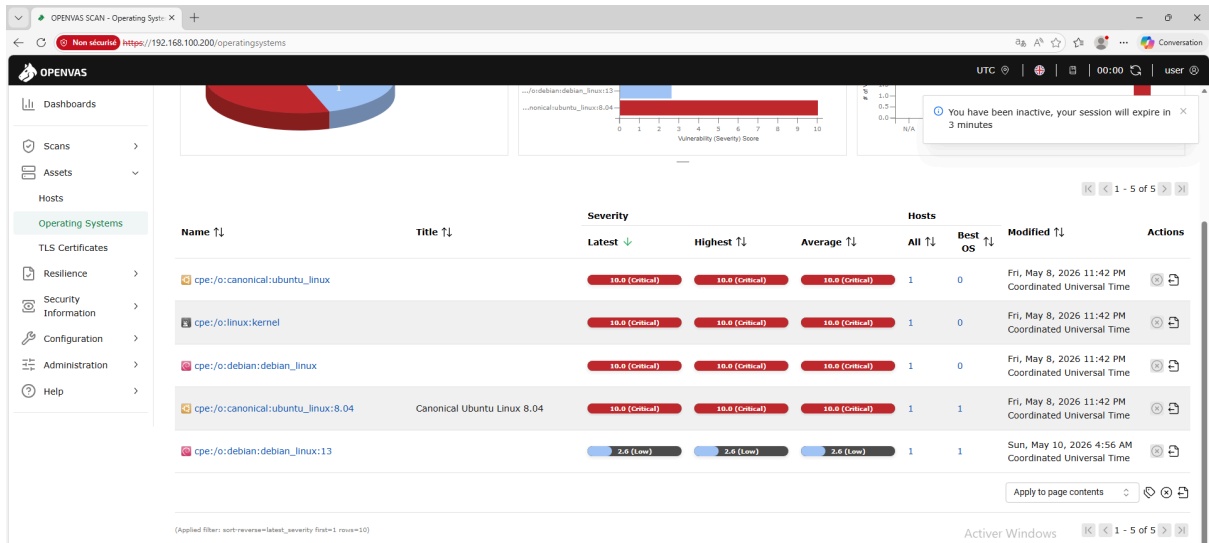 OPENVAS SCAN - Operating Syste
Non sécurisé https://192.168.100.200/operatingsystems
Conversation
OPENVAS
UTC
00:00
user
Dashboards
Scans
Assets
Hosts
Operating Systems
TLS Certificates
Resilience
Security
Information
Configuration
Administration
Help
1
.../o:debian:debian_linux:13
...nonical:ubuntu_linux:8.04
0 1 2 3 4 5 6 7 8 9 10
Vulnerability (Severity) Score
# of V
1.0
0.5
0.0
N/A
You have been inactive, your session will expire in
3 minutes
1 - 5 of 5
Severity
Hosts
Name Title Latest Highest Average All Best OS Modified Actions
cpe:/o:canonical:ubuntu_linux 10.0 (Critical) 10.0 (Critical) 10.0 (Critical) 1 0 Fri, May 8, 2026 11:42 PM
Coordinated Universal Time
cpe:/o:linux:kernel 10.0 (Critical) 10.0 (Critical) 10.0 (Critical) 1 0 Fri, May 8, 2026 11:42 PM
Coordinated Universal Time
cpe:/o:debian:debian_linux 10.0 (Critical) 10.0 (Critical) 10.0 (Critical) 1 0 Fri, May 8, 2026 11:42 PM
Coordinated Universal Time
cpe:/o:canonical:ubuntu_linux:8.04 Canonical Ubuntu Linux 8.04 10.0 (Critical) 10.0 (Critical) 10.0 (Critical) 1 1 Fri, May 8, 2026 11:42 PM
Coordinated Universal Time
cpe:/o:debian:debian_linux:13 2.6 (Low) 2.6 (Low) 2.6 (Low) 1 1 Sun, May 10, 2026 4:56 AM
Coordinated Universal Time
Apply to page contents
(Applied filter: sort-reverse=latest_severity first=1 rows=10)
Activer Windows
1 - 5 of 5